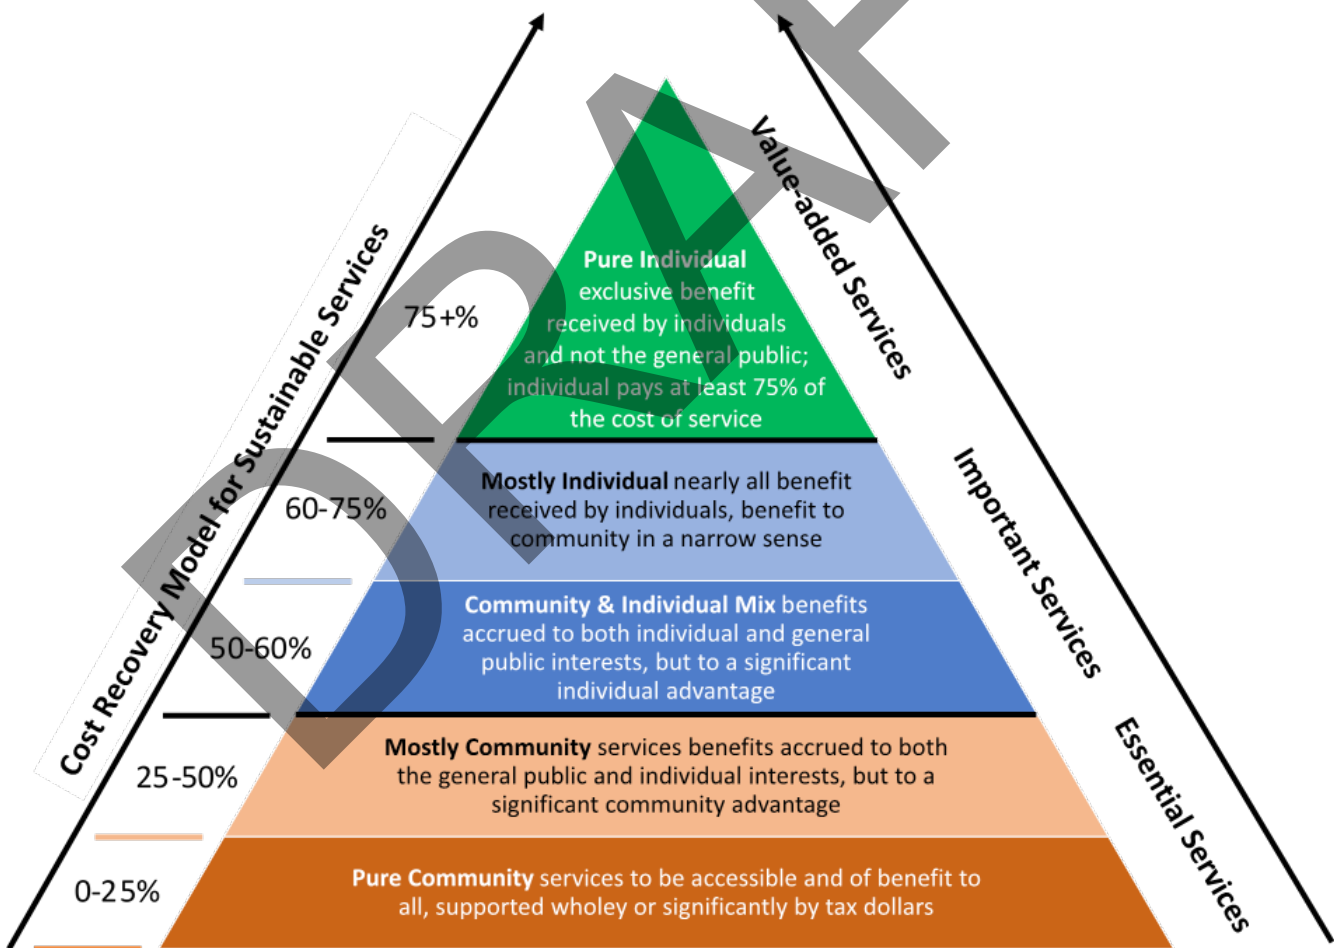 Cost Recovery Model for Sustainable Services
Value-added Services
Important Services
Essential Services
75+%
Pure Individual
exclusive benefit
received by individuals
and not the general public;
individual pays at least 75% of
the cost of service
60-75%
Mostly Individual nearly all benefit
received by individuals, benefit to
community in a narrow sense
50-60%
Community & Individual Mix benefits
accrued to both individual and general
public interests, but to a significant
individual advantage
25-50%
Mostly Community services benefits accrued to both
the general public and individual interests, but to a
significant community advantage
0-25%
Pure Community services to be accessible and of benefit to
all, supported wholey or significantly by tax dollars
DRAF